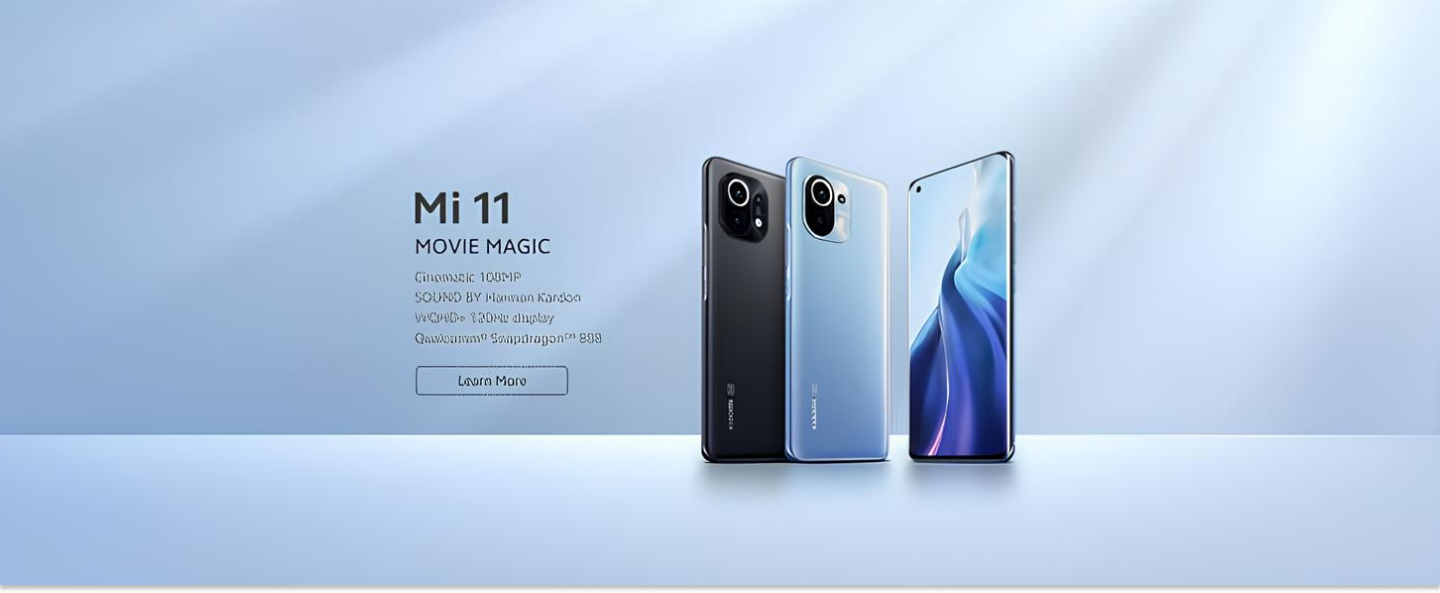 Mi 11
MOVIE MAGIC
Cinematic 108MP
SOUND BY Harman Kardon
WQHD+ 120Hz display
Qualcomm® Snapdragon™ 888
Learn More